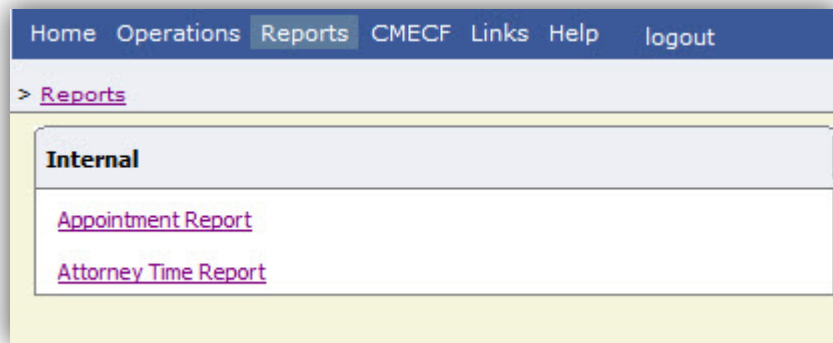 Home Operations Reports CMECF Links Help logout
> Reports
Internal
Appointment Report
Attorney Time Report